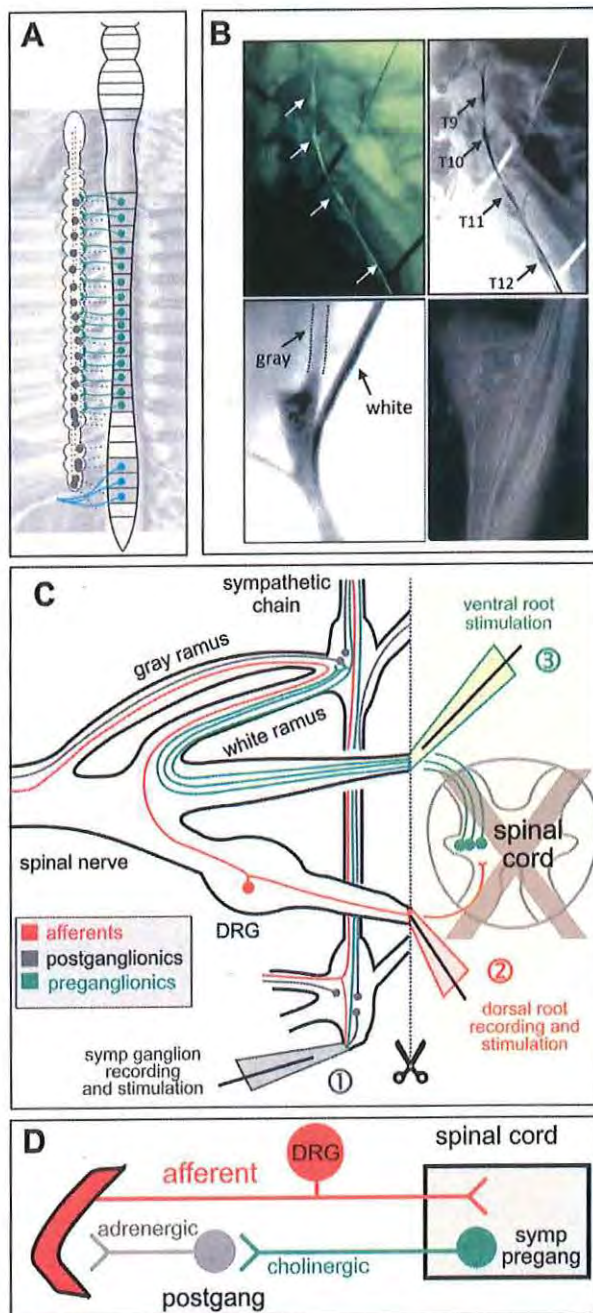 A
B
T9
T10
T11
T12
gray
white
C
sympathetic
chain
gray ramus
white ramus
ventral root
stimulation
③
spinal
cord
spinal nerve
DRG
afferents
postganglionics
preganglionics
②
dorsal root
recording and
stimulation
symp ganglion
recording
and stimulation
①
D
spinal cord
DRG
afferent
adrenergic
cholinergic
symp
pregang
postgang